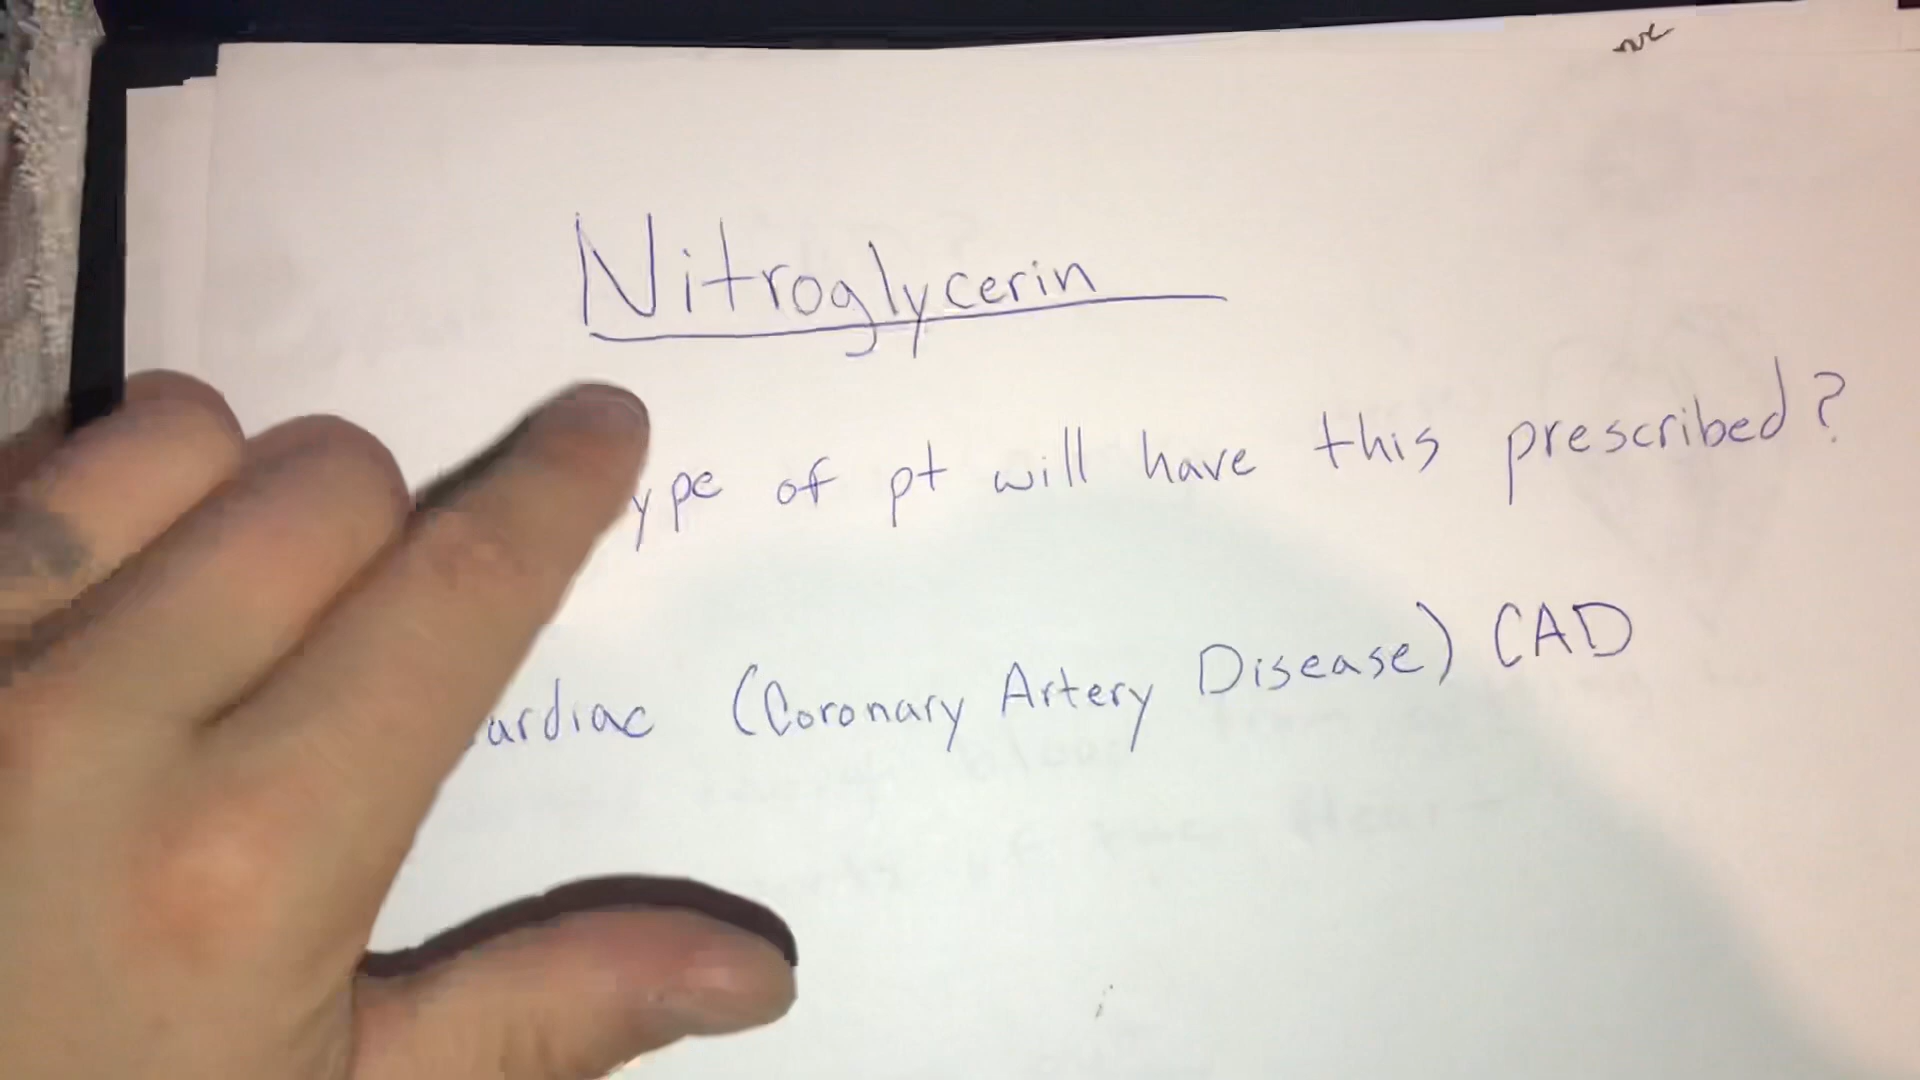 Nitroglycerin
ype of pt will have this prescribed?
ardiac (Coronary Artery Disease) CAD